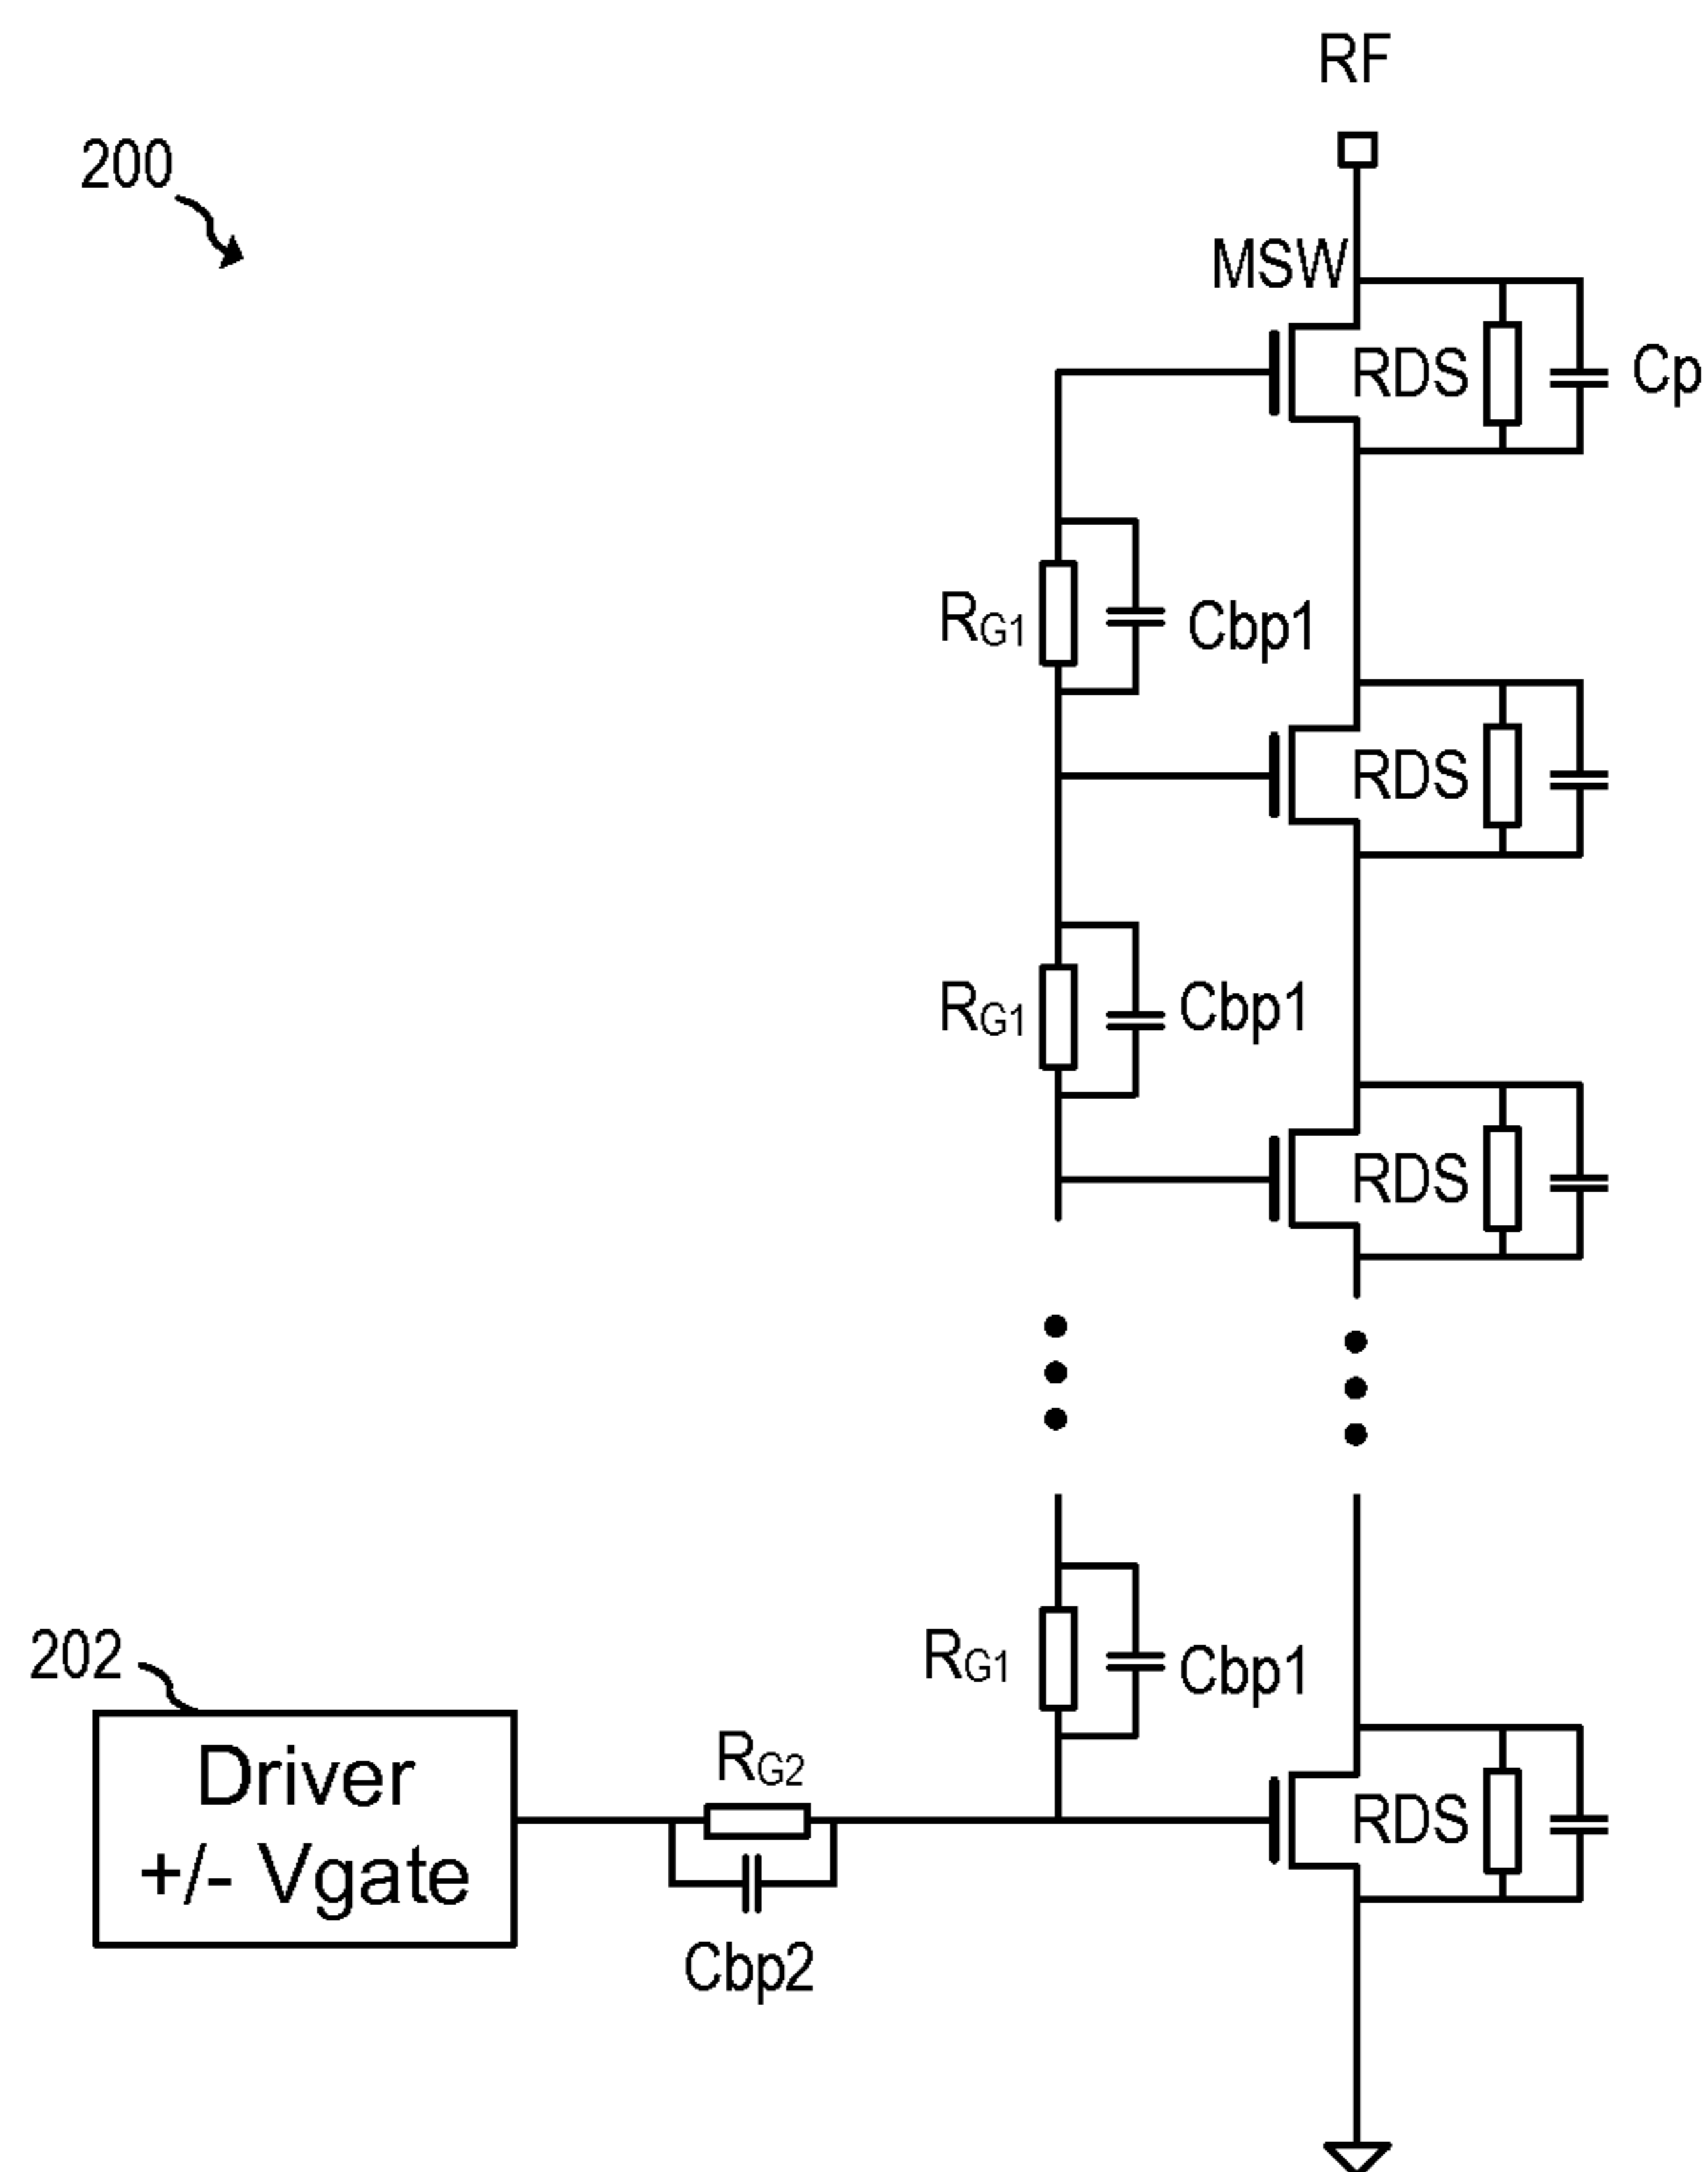 RF
200
MSW
RDS
Cp
RG1
Cbp1
RDS
RG1
Cbp1
RDS
202
RG1
Cbp1
Driver
+/- Vgate
RG2
RDS
Cbp2